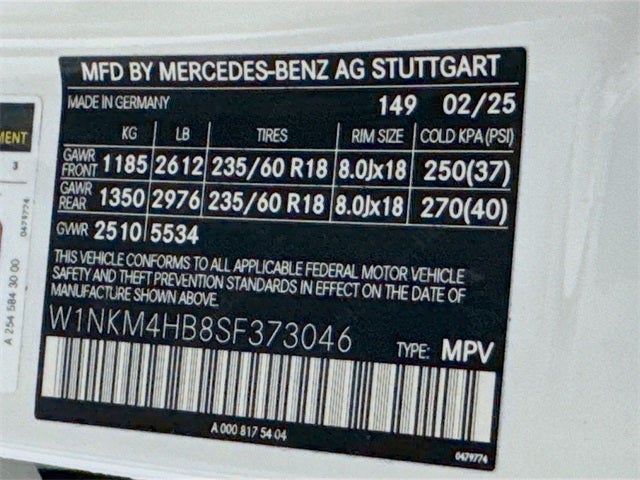 MFD BY MERCEDES-BENZ AG STUTTGART
MADE IN GERMANY 149 02/25
KG LB TIRES RIM SIZE COLD KPA(PSI)
GAWR FRONT 1185 2612 235/60 R18 8.0Jx18 250(37)
GAWR REAR 1350 2976 235/60 R18 8.0Jx18 270(40)
GVWR 2510 5534
THIS VEHICLE CONFORMS TO ALL APPLICABLE FEDERAL MOTOR VEHICLE
SAFETY AND THEFT PREVENTION STANDARDS IN EFFECT ON THE DATE OF
MANUFACTURE SHOWN ABOVE.
W1NKM4HB8SF373046 TYPE: MPV
A 000 817 54 04
0479774
MENT
3
0479774
A 254 584 30 00